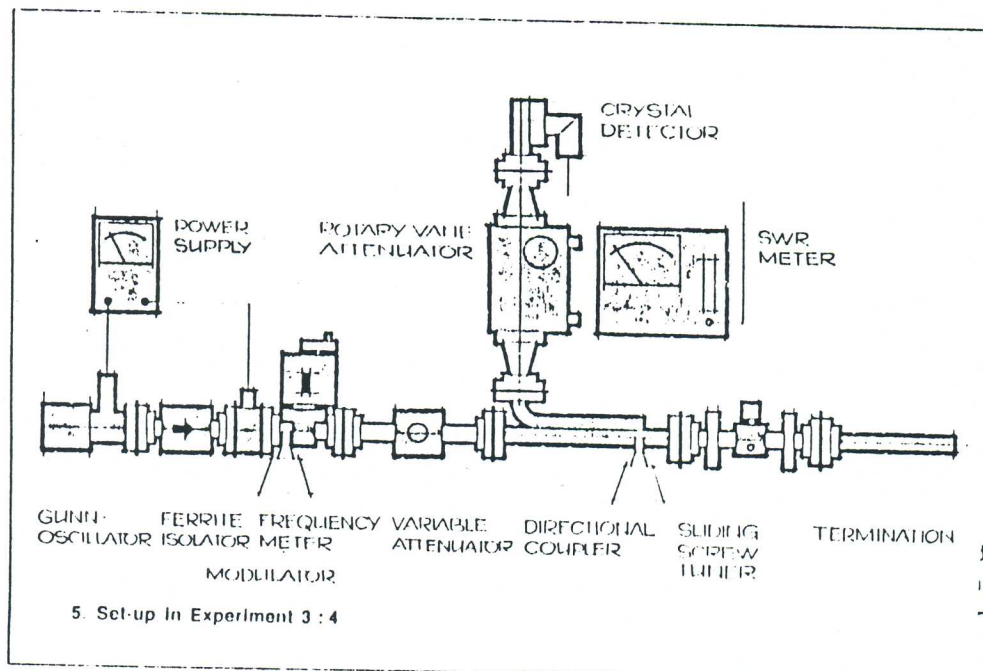 CRYSTAL
DETECTOR
POWER
SUPPLY
ROTARY VANE
ATTENUATOR
SWR
METER
GUNN-
OSCILLATOR
FERRITE
ISOLATOR
FREQUENCY
METER
MODULATOR
VARIABLE
ATTENUATOR
DIRECTIONAL
COUPLER
SLIDING
SCREW
TUNER
TERMINATION
5. Set-up in Experiment 3 : 4